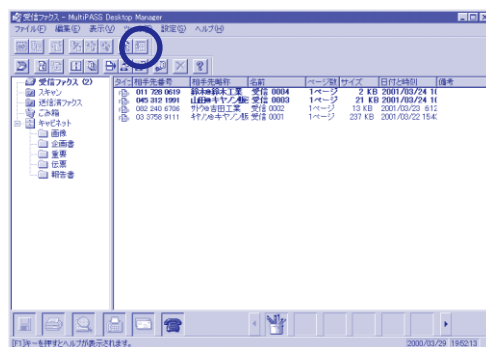 受信ファクス - MultiPASS Desktop Manager
ファイル(F) 編集(E) 表示(V) 設定(S) ヘルプ(H)
受信ファクス (2)
スキャン
送信済ファクス
ごみ箱
キャビネット
画像
企画書
重要
伝票
報告書
タイプ 相手先番号 相手先略称 名前 ページ数 サイズ 日付と時刻 備考
011 728 0619 鈴木@鈴木工業 受信 0004 1ページ 2 KB 2001/03/24 1(
045 312 1991 山田@キヤノン販 受信 0003 1ページ 21 KB 2001/03/24 1(
082 240 6706 サトウ@吉田工業 受信 0002 1ページ 13 KB 2001/03/23 6:12
03 3758 9111 キヤノン販 受信 0001 1ページ 237 KB 2001/03/22 15:4(
[F1]キーを押すとヘルプが表示されます。 2000/03/29 19:52:13